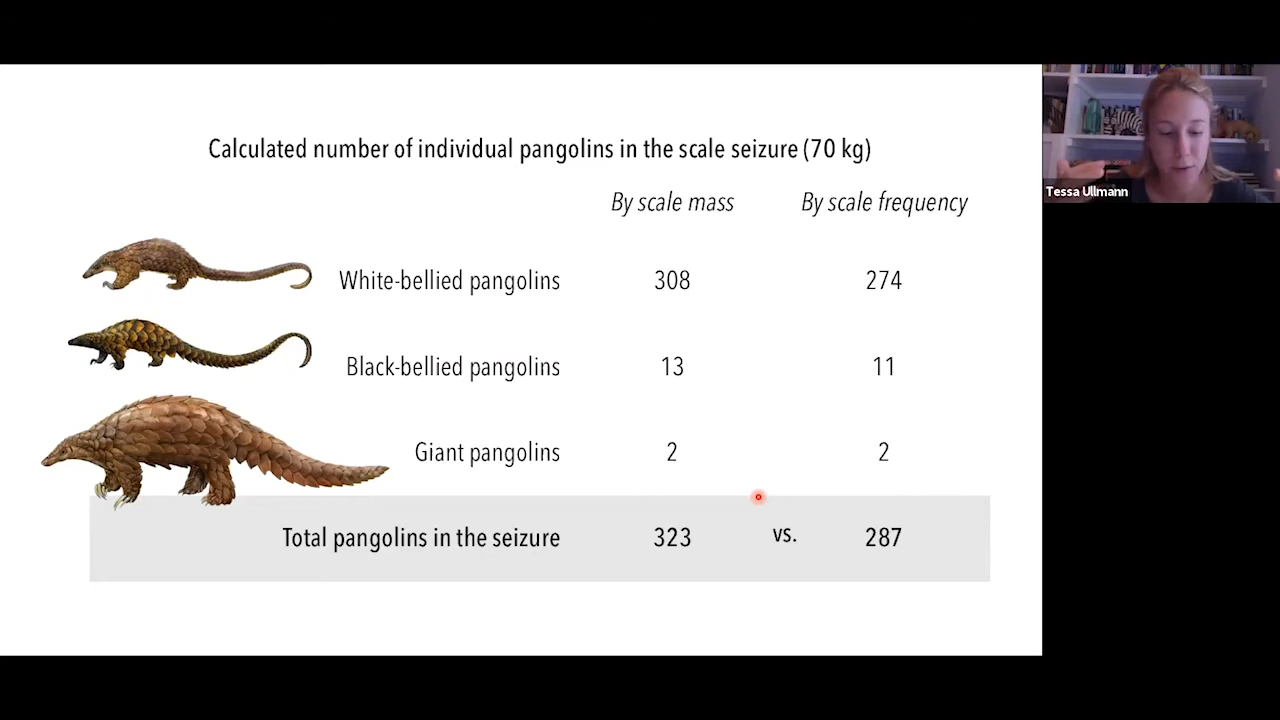 Calculated number of individual pangolins in the scale seizure (70 kg)
By scale mass By scale frequency
White-bellied pangolins 308 274
Black-bellied pangolins 13 11
Giant pangolins 2 2
Total pangolins in the seizure 323 vs. 287
Tessa Ullmann